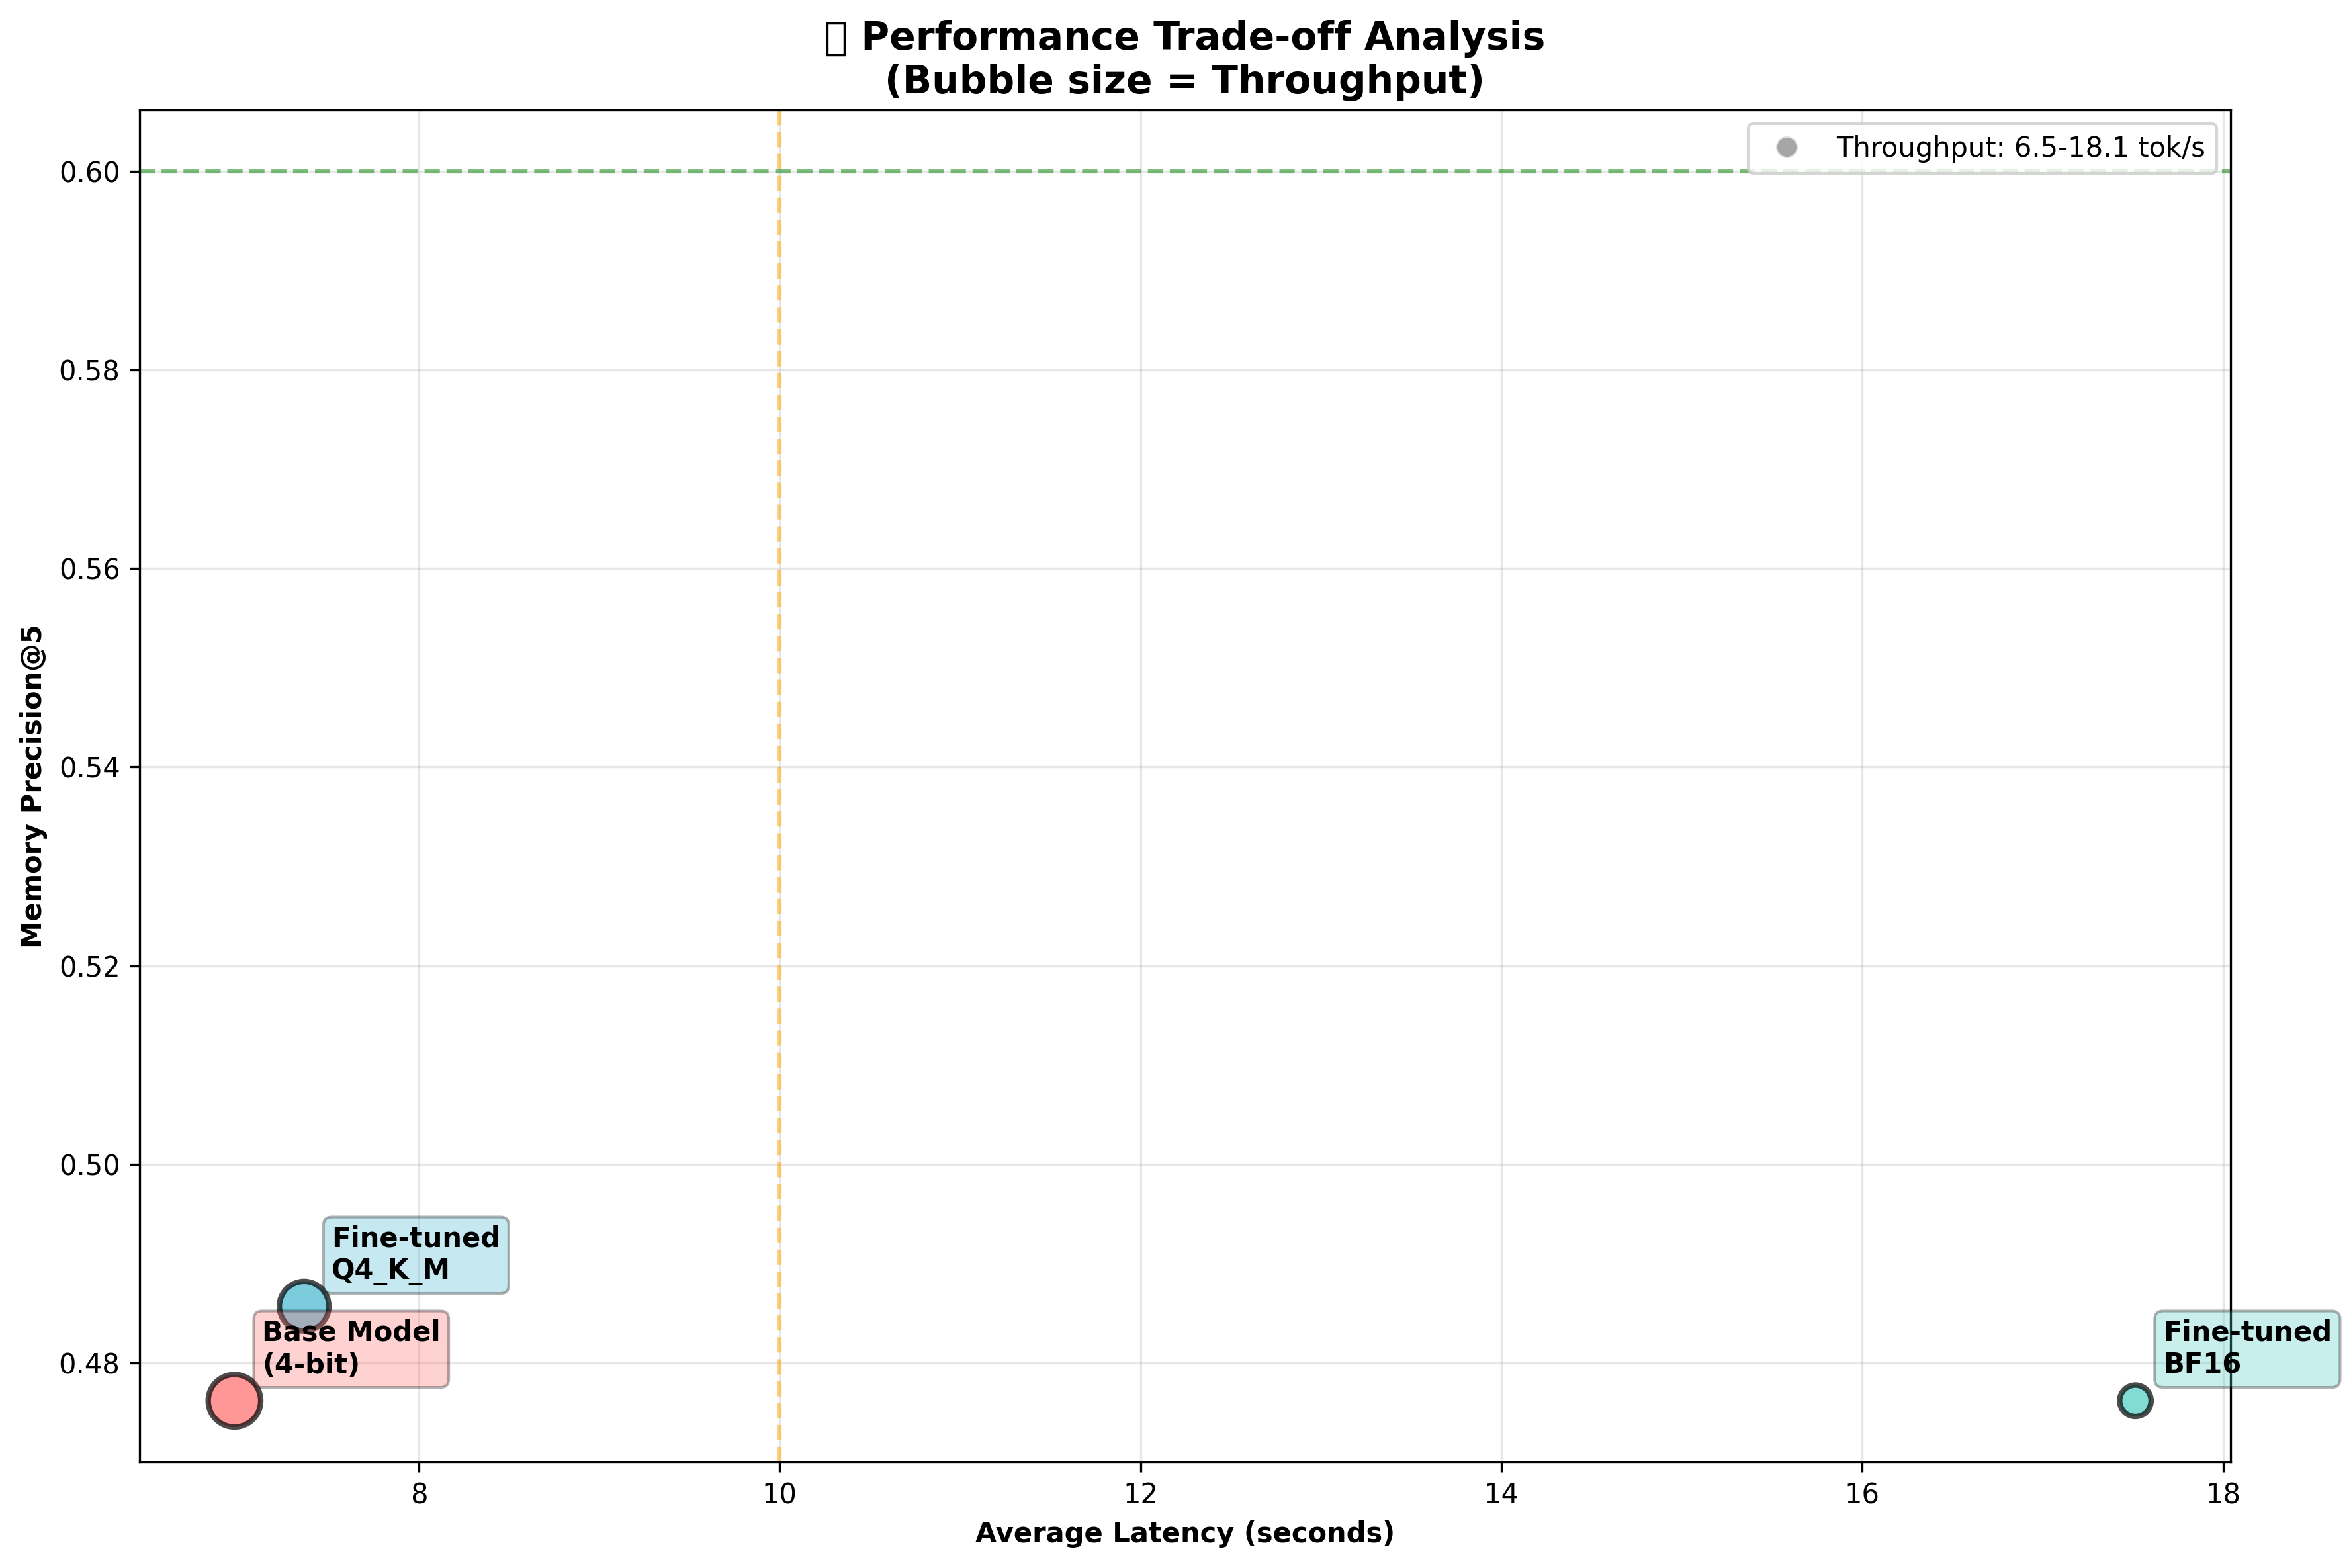 ▯ Performance Trade-off Analysis
(Bubble size = Throughput)
Throughput: 6.5-18.1 tok/s
Memory Precision@5
0.60
0.58
0.56
0.54
0.52
0.50
0.48
Fine-tuned
Q4_K_M
Base Model
(4-bit)
Fine-tuned
BF16
8
10
12
14
16
18
Average Latency (seconds)